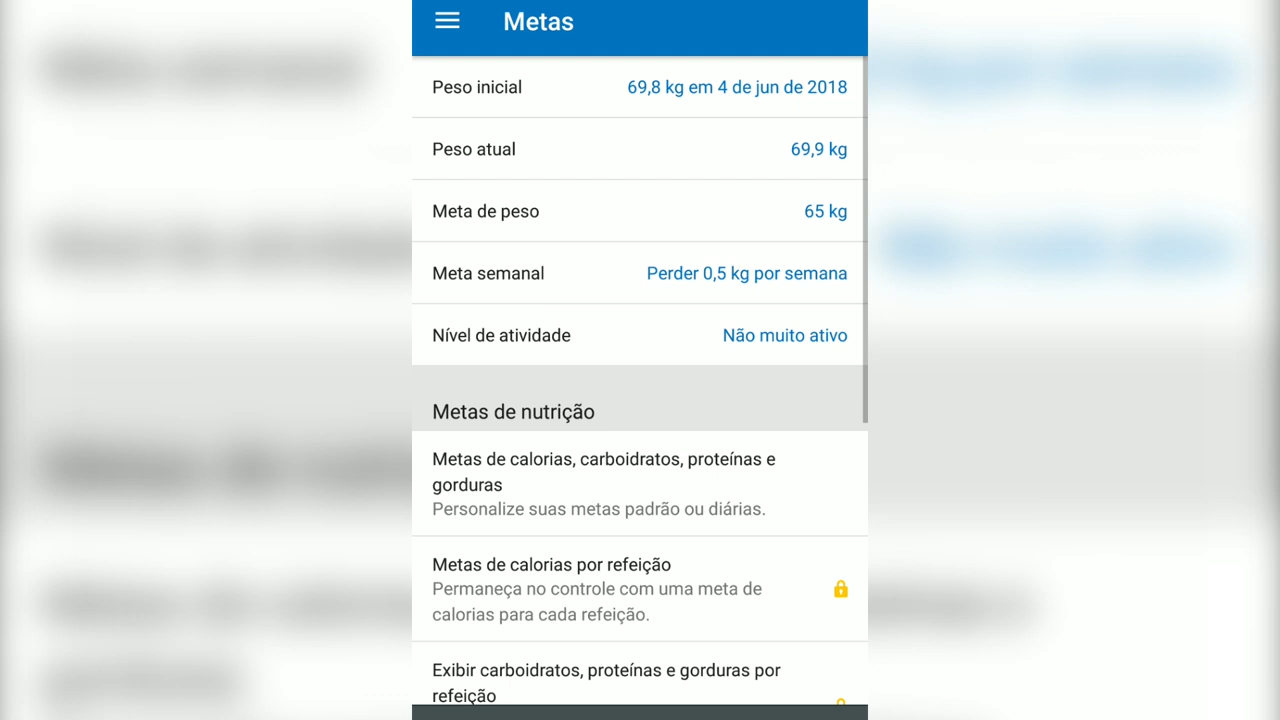 Metas
Peso inicial 69,8 kg em 4 de jun de 2018
Peso atual 69,9 kg
Meta de peso 65 kg
Meta semanal Perder 0,5 kg por semana
Nível de atividade Não muito ativo
Metas de nutrição
Metas de calorias, carboidratos, proteínas e
gorduras
Personalize suas metas padrão ou diárias.
Metas de calorias por refeição
Permaneça no controle com uma meta de
calorias para cada refeição.
Exibir carboidratos, proteínas e gorduras por
refeição